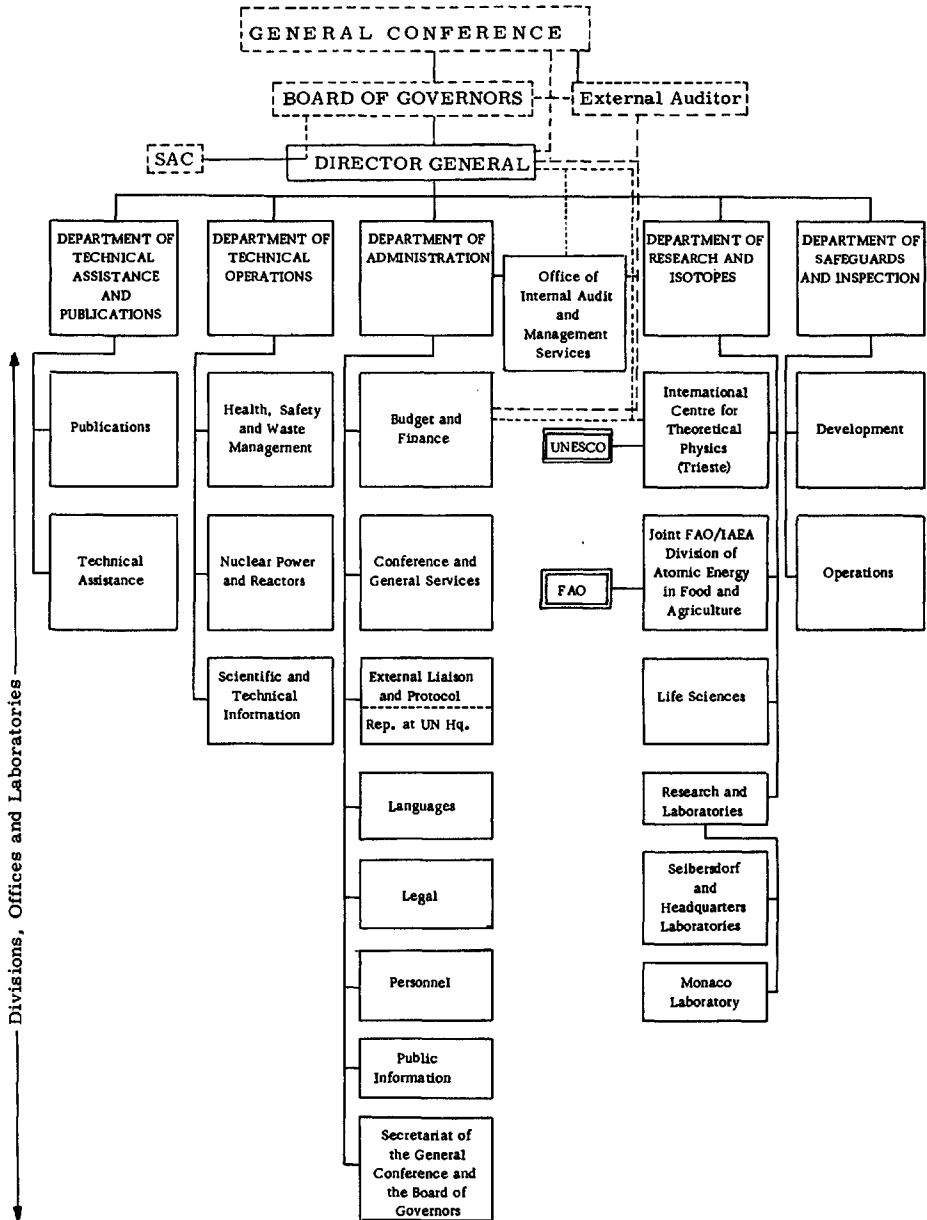 GENERAL CONFERENCE
BOARD OF GOVERNORS
External Auditor
SAC
DIRECTOR GENERAL
DEPARTMENT OF
TECHNICAL
ASSISTANCE
AND
PUBLICATIONS
DEPARTMENT OF
TECHNICAL
OPERATIONS
DEPARTMENT OF
ADMINISTRATION
Office of
Internal Audit
and
Management
Services
DEPARTMENT OF
RESEARCH AND
ISOTOPES
DEPARTMENT OF
SAFEGUARDS
AND INSPECTION
Divisions, Offices and Laboratories
Publications
Technical
Assistance
Health, Safety
and Waste
Management
Nuclear Power
and Reactors
Scientific and
Technical
Information
Budget and
Finance
Conference and
General Services
External Liaison
and Protocol
Rep. at UN Hq.
Languages
Legal
Personnel
Public
Information
Secretariat of
the General
Conference and
the Board of
Governors
UNESCO
International
Centre for
Theoretical
Physics
(Trieste)
FAO
Joint FAO/IAEA
Division of
Atomic Energy
in Food and
Agriculture
Life Sciences
Research and
Laboratories
Seibersdorf
and
Headquarters
Laboratories
Monaco
Laboratory
Development
Operations